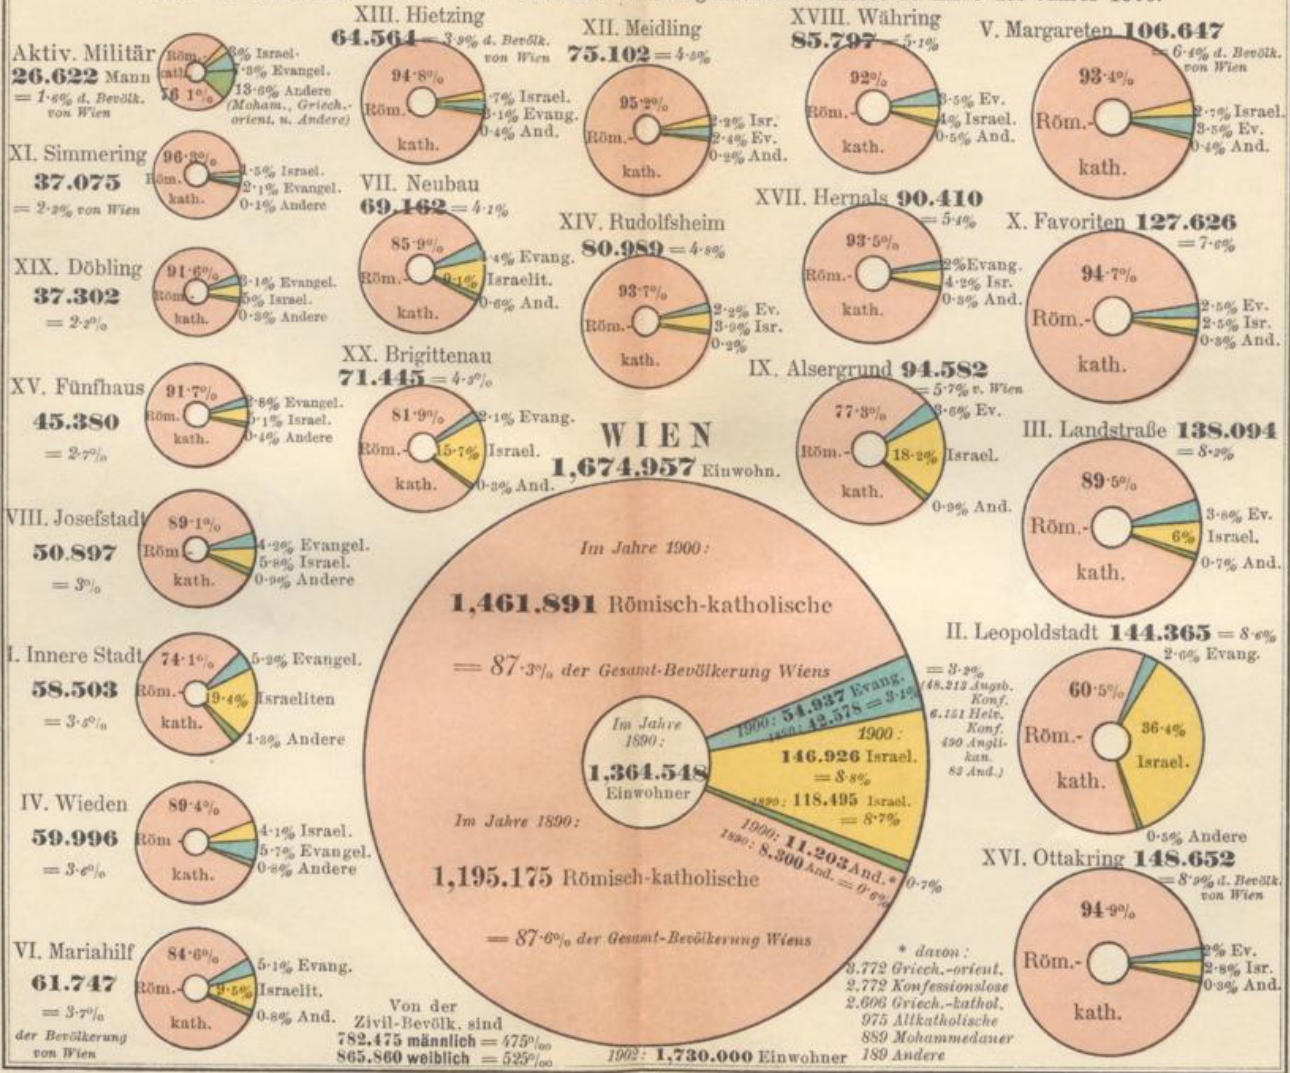 Aktiv. Militär
26.622 Mann
= 1·6% d. Bevölk.
von Wien
Röm.-
kath.
76·1%
Israel.
Evangel.
13·6% Andere
(Moham., Griech.-
orient. u. Andere)
XI. Simmering
37.075
= 2·2% von Wien
Röm.-
kath.
1·5% Israel.
2·1% Evangel.
0·1% Andere
XIX. Döbling
37.302
= 2·2%
91·6%
Röm.-
kath.
3·1% Evangel.
5% Israel.
0·3% Andere
XV. Fünfhaus
45.380
= 2·7%
91·7%
Röm.-
kath.
2·8% Evangel.
5·1% Israel.
0·4% Andere
VIII. Josefstadt
50.897
= 3%
89·1%
Röm.-
kath.
4·2% Evangel.
5·8% Israel.
0·9% Andere
I. Innere Stadt
58.503
= 3·5%
74·1%
Röm.-
kath.
5·2% Evangel.
19·4% Israeliten
1·3% Andere
IV. Wieden
59.996
= 3·6%
89·4%
Röm
kath.
4·1% Israel.
5·7% Evangel.
0·8% Andere
VI. Mariahilf
61.747
= 3·7%
der Bevölkerung
von Wien
84·6%
Röm.-
kath.
5·1% Evang.
9·5% Israelit.
0·8% And.
XIII. Hietzing
64.564 = 3·9% d. Bevölk.
von Wien
94·8%
Röm.-
kath.
Israel.
3·1% Evang.
0·4% And.
VII. Neubau
69.162 = 4·1%
85·9%
Röm.-
kath.
4·4% Evang.
9·1% Israelit.
0·6% And.
XX. Brigittenau
71.445 = 4·3%
81·9%
Röm.-
kath.
2·1% Evang.
15·7% Israel.
0·3% And.
XII. Meidling
75.102 = 4·5%
95·2%
Röm.-
kath.
2·2% Isr.
2·4% Ev.
0·2% And.
XIV. Rudolfsheim
80.989 = 4·8%
93·7%
Röm.-
kath.
2·2% Ev.
3·9% Isr.
0·2%
XVIII. Währing
85.797 = 5·1%
92%
Röm.-
kath.
3·5% Ev.
4% Israel.
0·5% And.
XVII. Hernals 90.410
= 5·4%
93·5%
Röm.-
kath.
2% Evang.
4·2% Isr.
0·3% And.
IX. Alsergrund 94.582
= 5·7% v. Wien
77·3%
Röm.-
kath.
3·6% Ev.
18·2% Israel.
0·9% And.
V. Margareten 106.647
= 6·4% d. Bevölk.
von Wien
93·4%
Röm.-
kath.
2·7% Israel.
3·5% Ev.
0·4% And.
X. Favoriten 127.626
= 7·6%
94·7%
Röm.-
kath.
2·5% Ev.
2·5% Isr.
0·3% And.
III. Landstraße 138.094
= 8·2%
89·5%
Röm.-
kath.
3·8% Ev.
6% Israel.
0·7% And.
II. Leopoldstadt 144.365 = 8·6%
60·5%
Röm.-
kath.
2·6% Evang.
36·4%
Israel.
0·5% Andere
XVI. Ottakring 148.652
= 8·9% d. Bevölk.
von Wien
94·9%
Röm.-
kath.
2% Ev.
2·8% Isr.
0·3% And.
WIEN
1,674.957 Einwohn.
Im Jahre 1900:
1,461.891 Römisch-katholische
= 87·3% der Gesamt-Bevölkerung Wiens
Im Jahre
1890:
1,364.548
Einwohner
Im Jahre 1890:
1,195.175 Römisch-katholische
= 87·6% der Gesamt-Bevölkerung Wiens
1900: 54.937 Evang.
1890: 42.578 = 3·1%
= 3·2%
(48.213 Augsb.
Konf.
6.151 Helv.
Konf.
490 Angli-
kan.
83 And.)
1900:
146.926 Israel.
= 8·8%
1890: 118.495 Israel.
= 8·7%
1900: 11.203 And.* 0·7%
1890: 8.300 And. = 0·6%
* davon:
3.772 Griech.-orient.
2.772 Konfessionslose
2.606 Griech.-kathol.
975 Altkatholische
889 Mohammedaner
189 Andere
Von der
Zivil-Bevölk. sind
782.475 männlich = 475‰
865.860 weiblich = 525‰
1902: 1,730.000 Einwohner